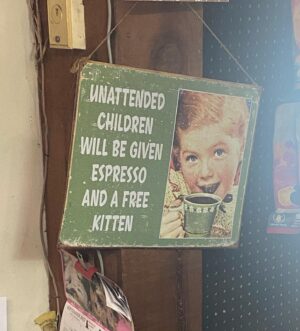 UNATTENDED
CHILDREN
WILL BE GIVEN
ESPRESSO
AND A FREE
KITTEN